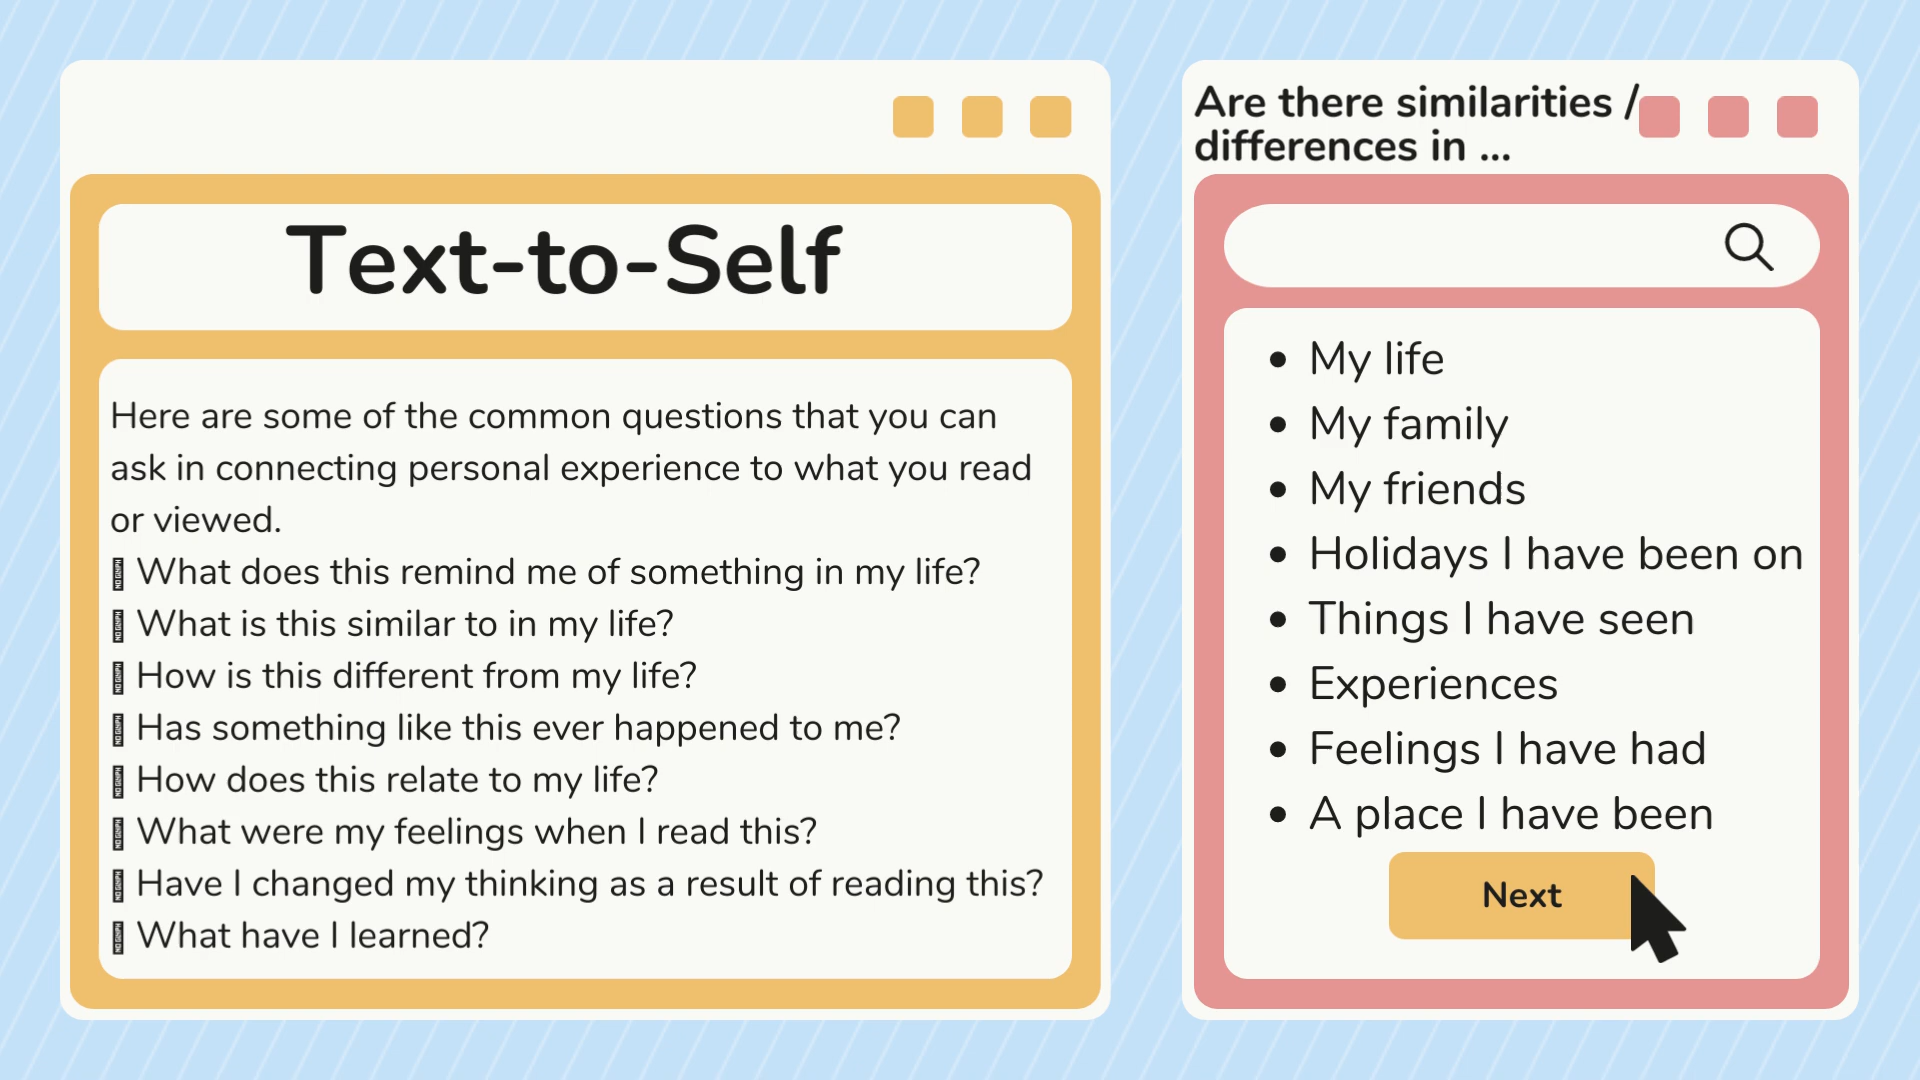 Text-to-Self
Here are some of the common questions that you can
ask in connecting personal experience to what you read
or viewed.
What does this remind me of something in my life?
What is this similar to in my life?
How is this different from my life?
Has something like this ever happened to me?
How does this relate to my life?
What were my feelings when I read this?
Have I changed my thinking as a result of reading this?
What have I learned?
Are there similarities /
differences in ...
• My life
• My family
• My friends
• Holidays I have been on
• Things I have seen
• Experiences
• Feelings I have had
• A place I have been
Next